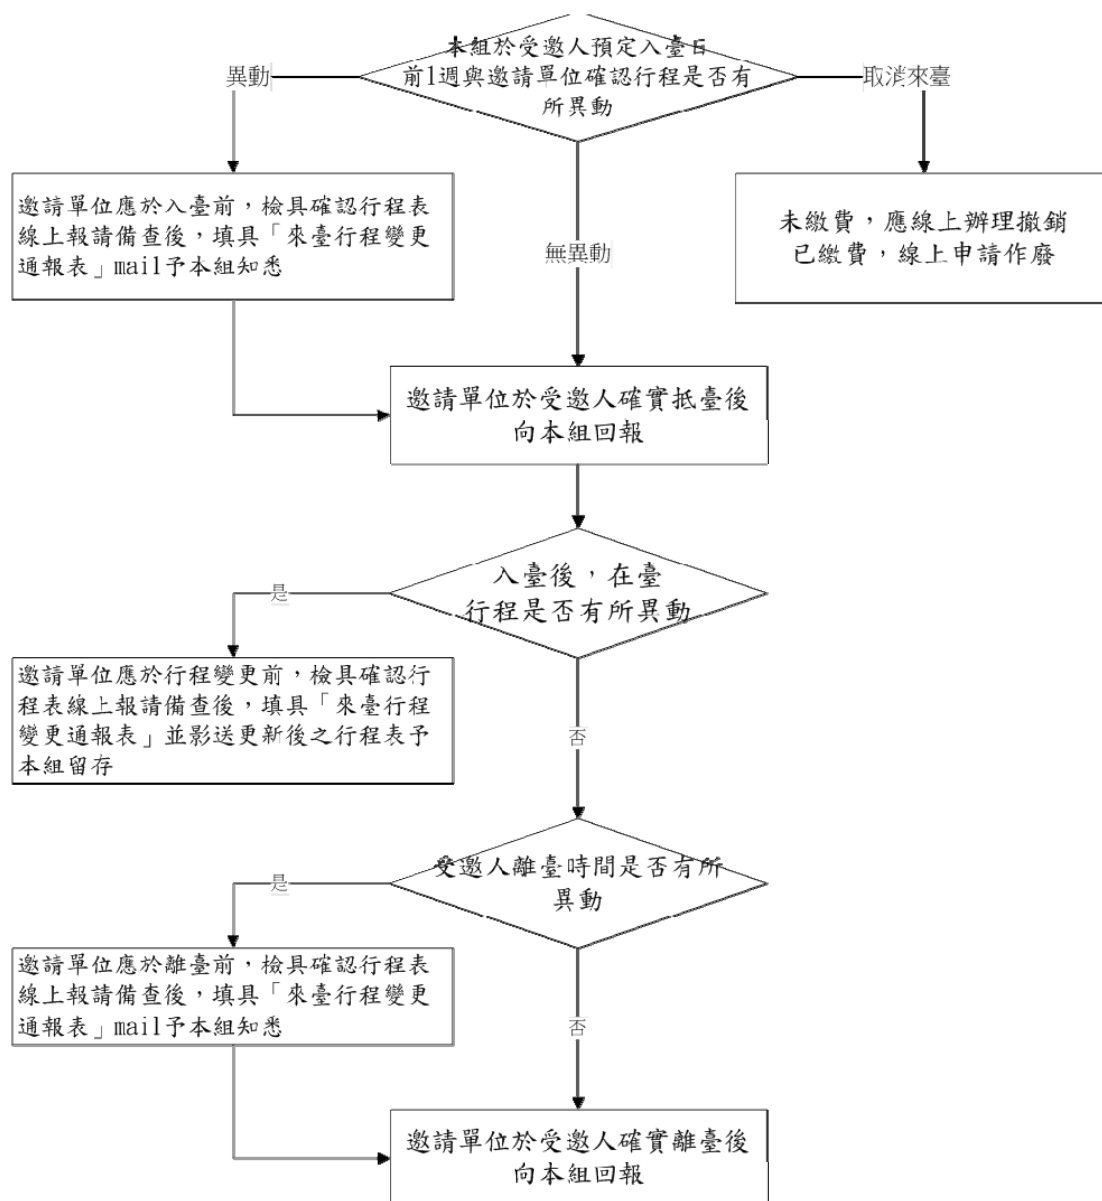 本組於受邀人預定入臺日
前1週與邀請單位確認行程是否有
所異動
異動
取消來臺
邀請單位應於入臺前，檢具確認行程表
線上報請備查後，填具「來臺行程變更
通報表」mail予本組知悉
無異動
未繳費，應線上辦理撤銷
已繳費，線上申請作廢
邀請單位於受邀人確實抵臺後
向本組回報
入臺後，在臺
行程是否有所異動
是
邀請單位應於行程變更前，檢具確認行
程表線上報請備查後，填具「來臺行程
變更通報表」並影送更新後之行程表予
本組留存
否
受邀人離臺時間是否有所
異動
是
邀請單位應於離臺前，檢具確認行程表
線上報請備查後，填具「來臺行程變更
通報表」mail予本組知悉
否
邀請單位於受邀人確實離臺後
向本組回報